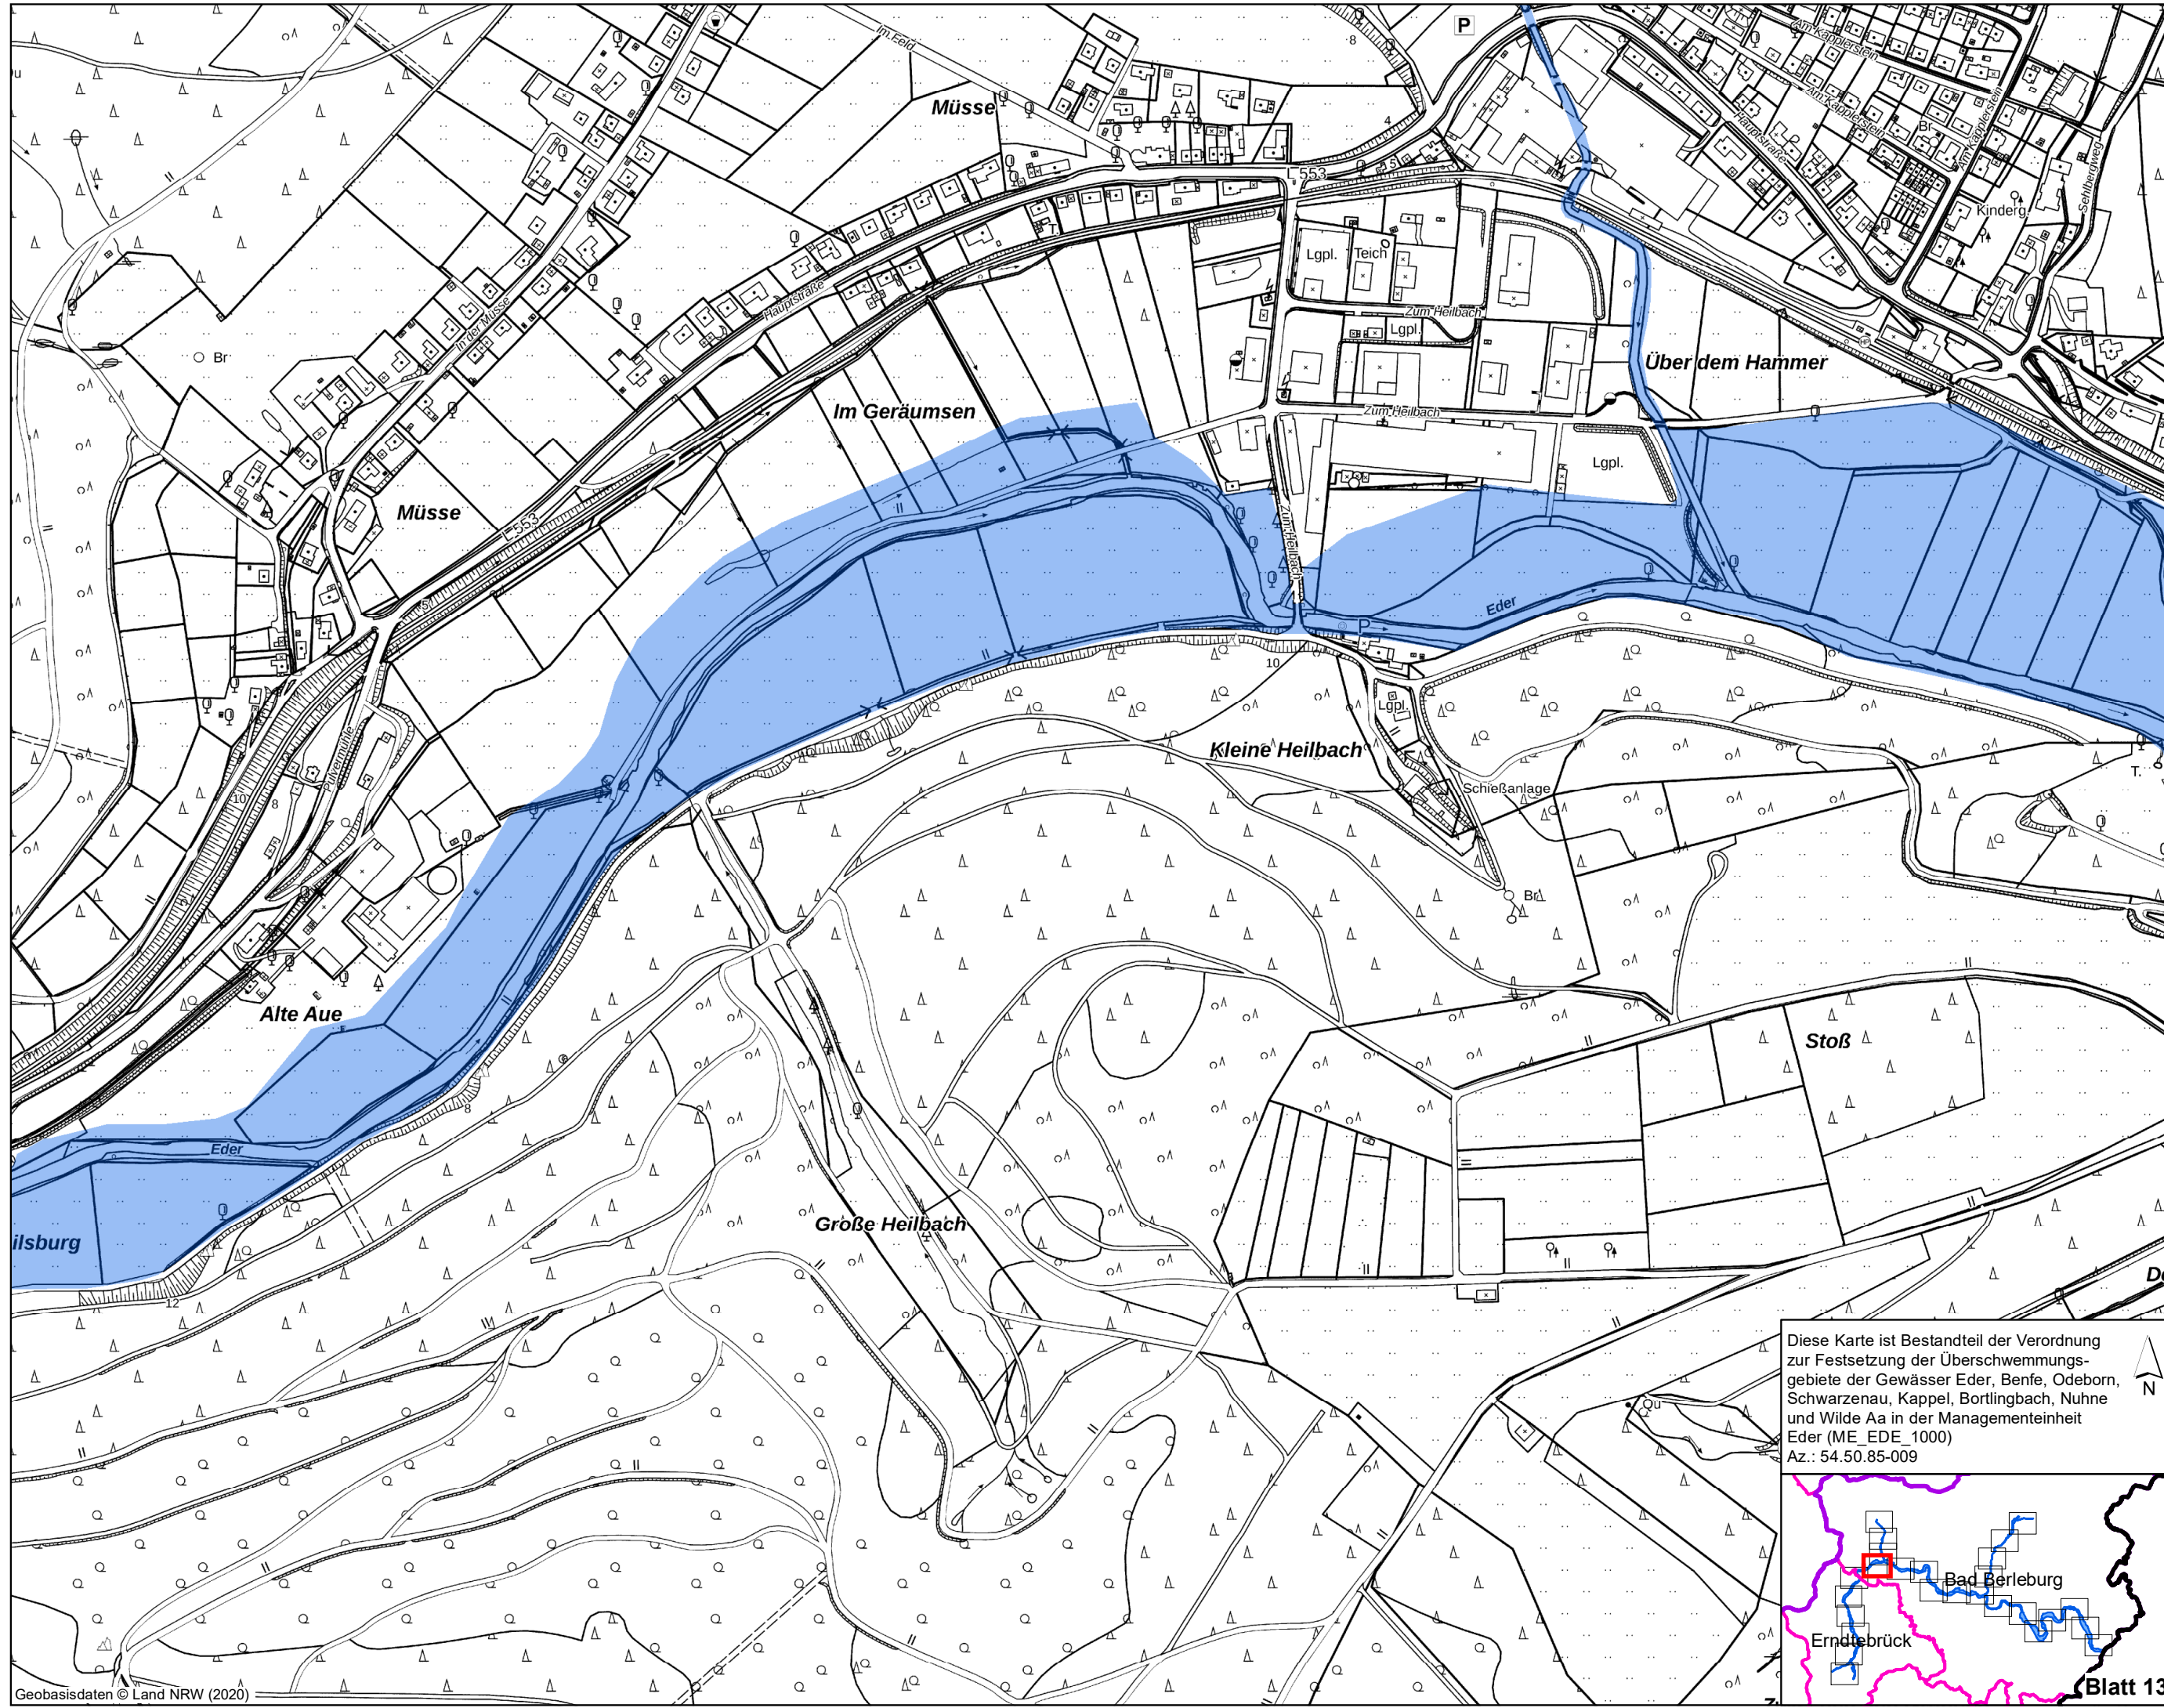 P
8
Im Feld
Am Kapplerstein
Müsse
Am Kapplerstein
4
Hauptstraße
Br
Am Kapplerstein
5
L 553
Sehlbergweg
Kinderg.
T.
Lgpl.
Teich
Hauptstraße
In der Müsse
Zum Heilbach
Lgpl.
Br
Über dem Hammer
Im Geräumsen
Zum Heilbach
Lgpl.
Müsse
L 553
Zum Heilbach
5
Eder
P
10
Lgpl.
Kleine Heilbach
Pulvermühle
T.
Schießanlage
10
8
Br
Alte Aue
Stoß
8
Eder
Große Heilbach
ilsburg
12
Qu
Diese Karte ist Bestandteil der Verordnung
zur Festsetzung der Überschwemmungs-
gebiete der Gewässer Eder, Benfe, Odeborn,
Schwarzenau, Kappel, Bortlingbach, Nuhne
und Wilde Aa in der Managementeinheit
Eder (ME_EDE_1000)
Az.: 54.50.85-009
N
Bad Berleburg
Erndtebrück
Blatt 13
Geobasisdaten © Land NRW (2020)